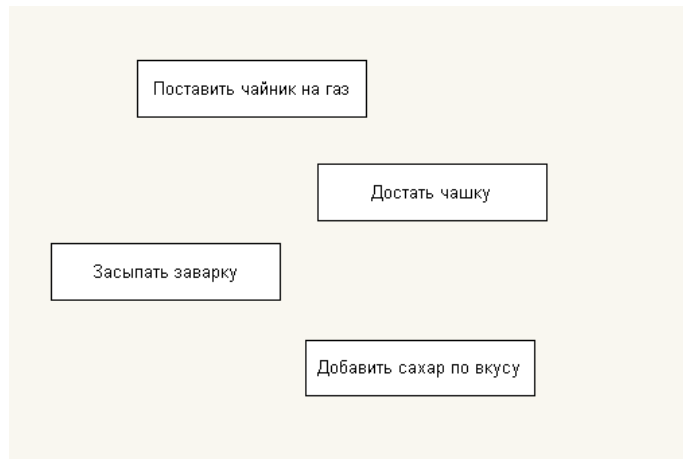 Поставить чайник на газ
Достать чашку
Засыпать заварку
Добавить сахар по вкусу